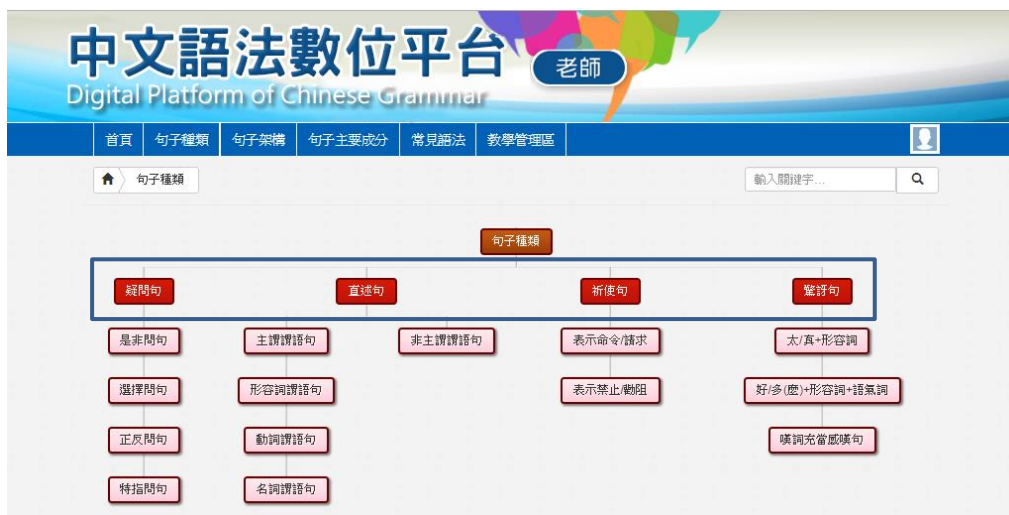 中文語法數位平台
老師
Digital Platform of Chinese Grammar
首頁 句子種類 句子架構 句子主要成分 常見語法 教學管理區
句子種類 輸入關鍵字...
句子種類
疑問句 直述句 祈使句 驚訝句
是非問句 主謂謂語句 非主謂謂語句 表示命令/請求 太/真+形容詞
選擇問句 形容詞謂語句 表示禁止/勸阻 好/多(麼)+形容詞+語氣詞
正反問句 動詞謂語句 嘆詞充當感嘆句
特指問句 名詞謂語句